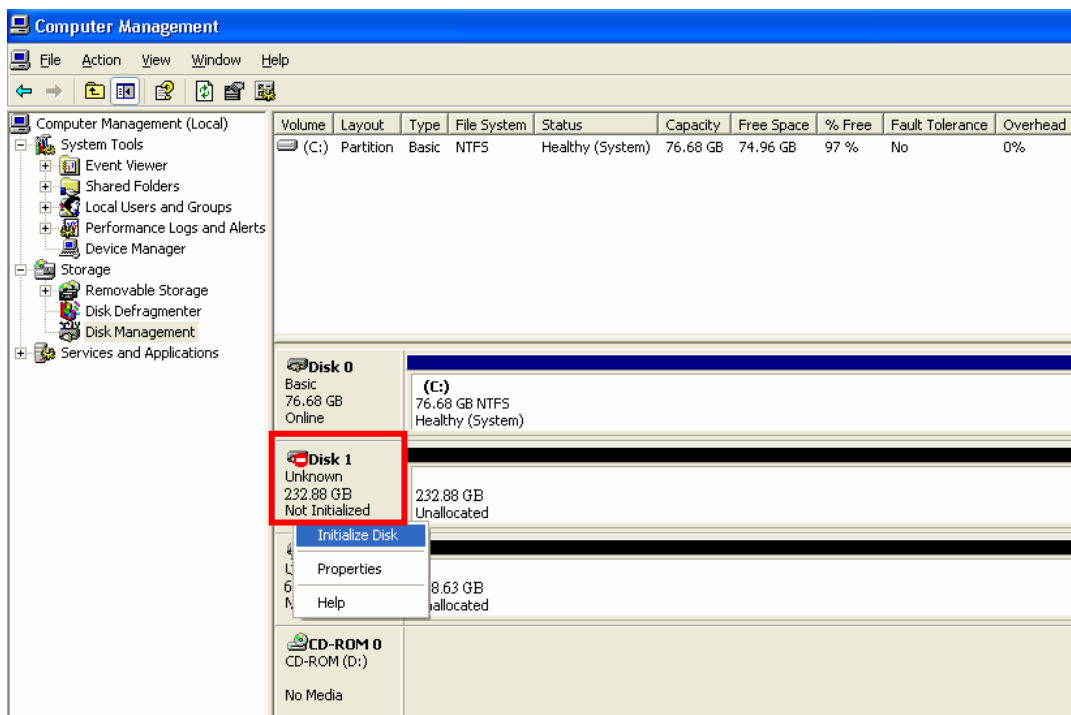 Computer Management
File Action View Window Help
Computer Management (Local)
System Tools
Event Viewer
Shared Folders
Local Users and Groups
Performance Logs and Alerts
Device Manager
Storage
Removable Storage
Disk Defragmenter
Disk Management
Services and Applications
Volume Layout Type File System Status Capacity Free Space % Free Fault Tolerance Overhead
(C:) Partition Basic NTFS Healthy (System) 76.68 GB 74.96 GB 97 % No 0%
Disk 0
Basic
76.68 GB
Online
(C:)
76.68 GB NTFS
Healthy (System)
Disk 1
Unknown
232.88 GB
Not Initialized
232.88 GB
Unallocated
Initialize Disk
Properties
Help
8.63 GB
allocated
CD-ROM 0
CD-ROM (D:)
No Media